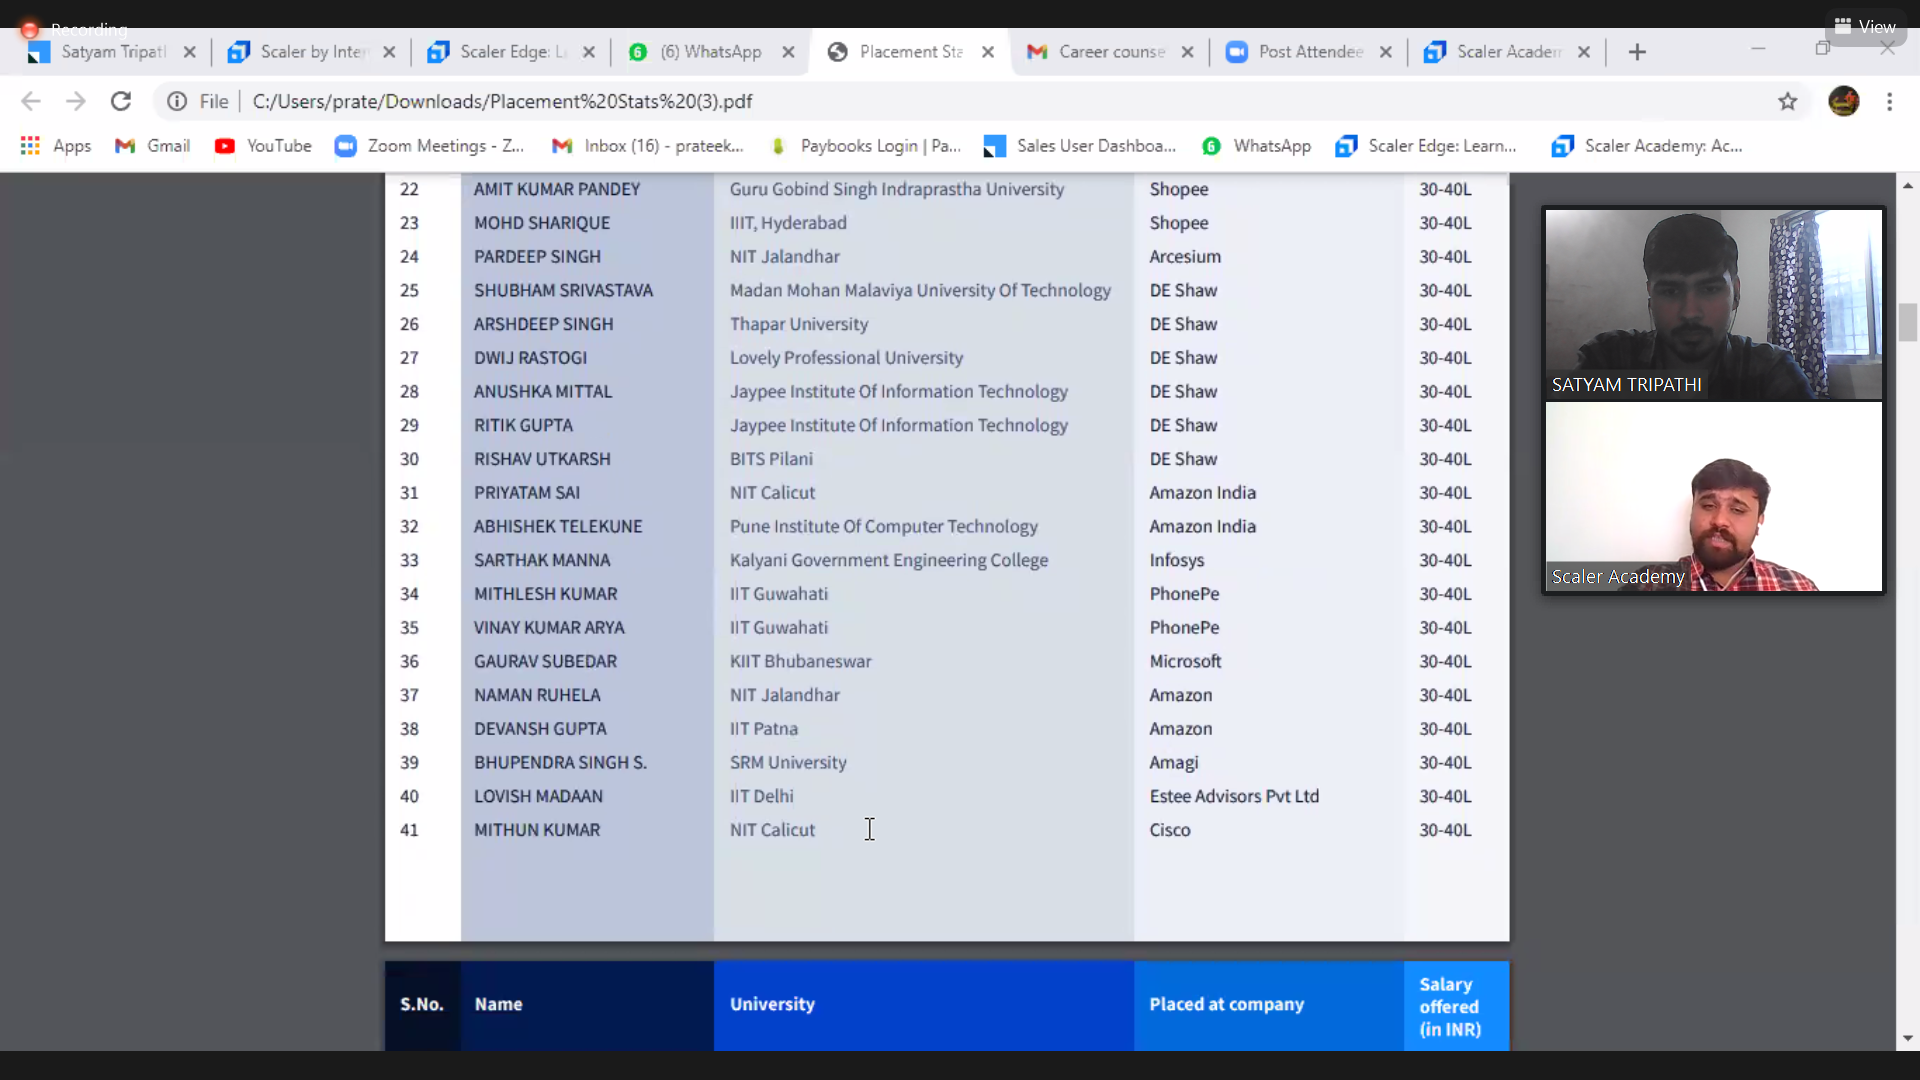 Recording
View
Satyam Tripat
Scaler by Inte
Scaler Edge: L
(6) WhatsApp
Placement Sta
Career counse
Post Attendee
Scaler Academ
File
C:/Users/prate/Downloads/Placement%20Stats%20(3).pdf
Apps
Gmail
YouTube
Zoom Meetings - Z...
Inbox (16) - prateek...
Paybooks Login | Pa...
Sales User Dashboa...
WhatsApp
Scaler Edge: Learn...
Scaler Academy: Ac...
22 AMIT KUMAR PANDEY Guru Gobind Singh Indraprastha University Shopee 30-40L
23 MOHD SHARIQUE IIIT, Hyderabad Shopee 30-40L
24 PARDEEP SINGH NIT Jalandhar Arcesium 30-40L
25 SHUBHAM SRIVASTAVA Madan Mohan Malaviya University Of Technology DE Shaw 30-40L
26 ARSHDEEP SINGH Thapar University DE Shaw 30-40L
27 DWIJ RASTOGI Lovely Professional University DE Shaw 30-40L
28 ANUSHKA MITTAL Jaypee Institute Of Information Technology DE Shaw 30-40L
29 RITIK GUPTA Jaypee Institute Of Information Technology DE Shaw 30-40L
30 RISHAV UTKARSH BITS Pilani DE Shaw 30-40L
31 PRIYATAM SAI NIT Calicut Amazon India 30-40L
32 ABHISHEK TELEKUNE Pune Institute Of Computer Technology Amazon India 30-40L
33 SARTHAK MANNA Kalyani Government Engineering College Infosys 30-40L
34 MITHLESH KUMAR IIT Guwahati PhonePe 30-40L
35 VINAY KUMAR ARYA IIT Guwahati PhonePe 30-40L
36 GAURAV SUBEDAR KIIT Bhubaneswar Microsoft 30-40L
37 NAMAN RUHELA NIT Jalandhar Amazon 30-40L
38 DEVANSH GUPTA IIT Patna Amazon 30-40L
39 BHUPENDRA SINGH S. SRM University Amagi 30-40L
40 LOVISH MADAAN IIT Delhi Estee Advisors Pvt Ltd 30-40L
41 MITHUN KUMAR NIT Calicut Cisco 30-40L
S.No. Name University Placed at company Salary
offered
(in INR)
SATYAM TRIPATHI
Scaler Academy